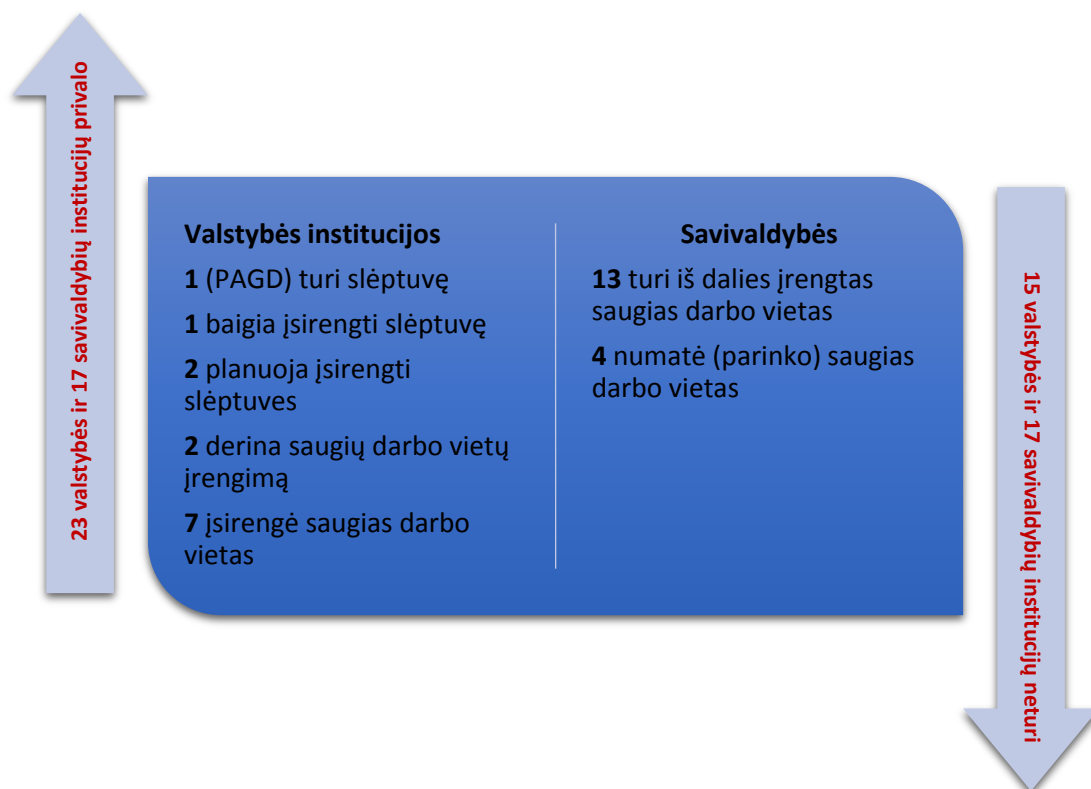 23 valstybės ir 17 savivaldybių institucijų privalo
Valstybės institucijos
1 (PAGD) turi slėptuvę
1 baigia įsirengti slėptuvę
2 planuoja įsirengti
slėptuves
2 derina saugių darbo vietų
įrengimą
7 įsirengė saugias darbo
vietas
Savivaldybės
13 turi iš dalies įrengtas
saugias darbo vietas
4 numatė (parinko) saugias
darbo vietas
15 valstybės ir 17 savivaldybių institucijų neturi